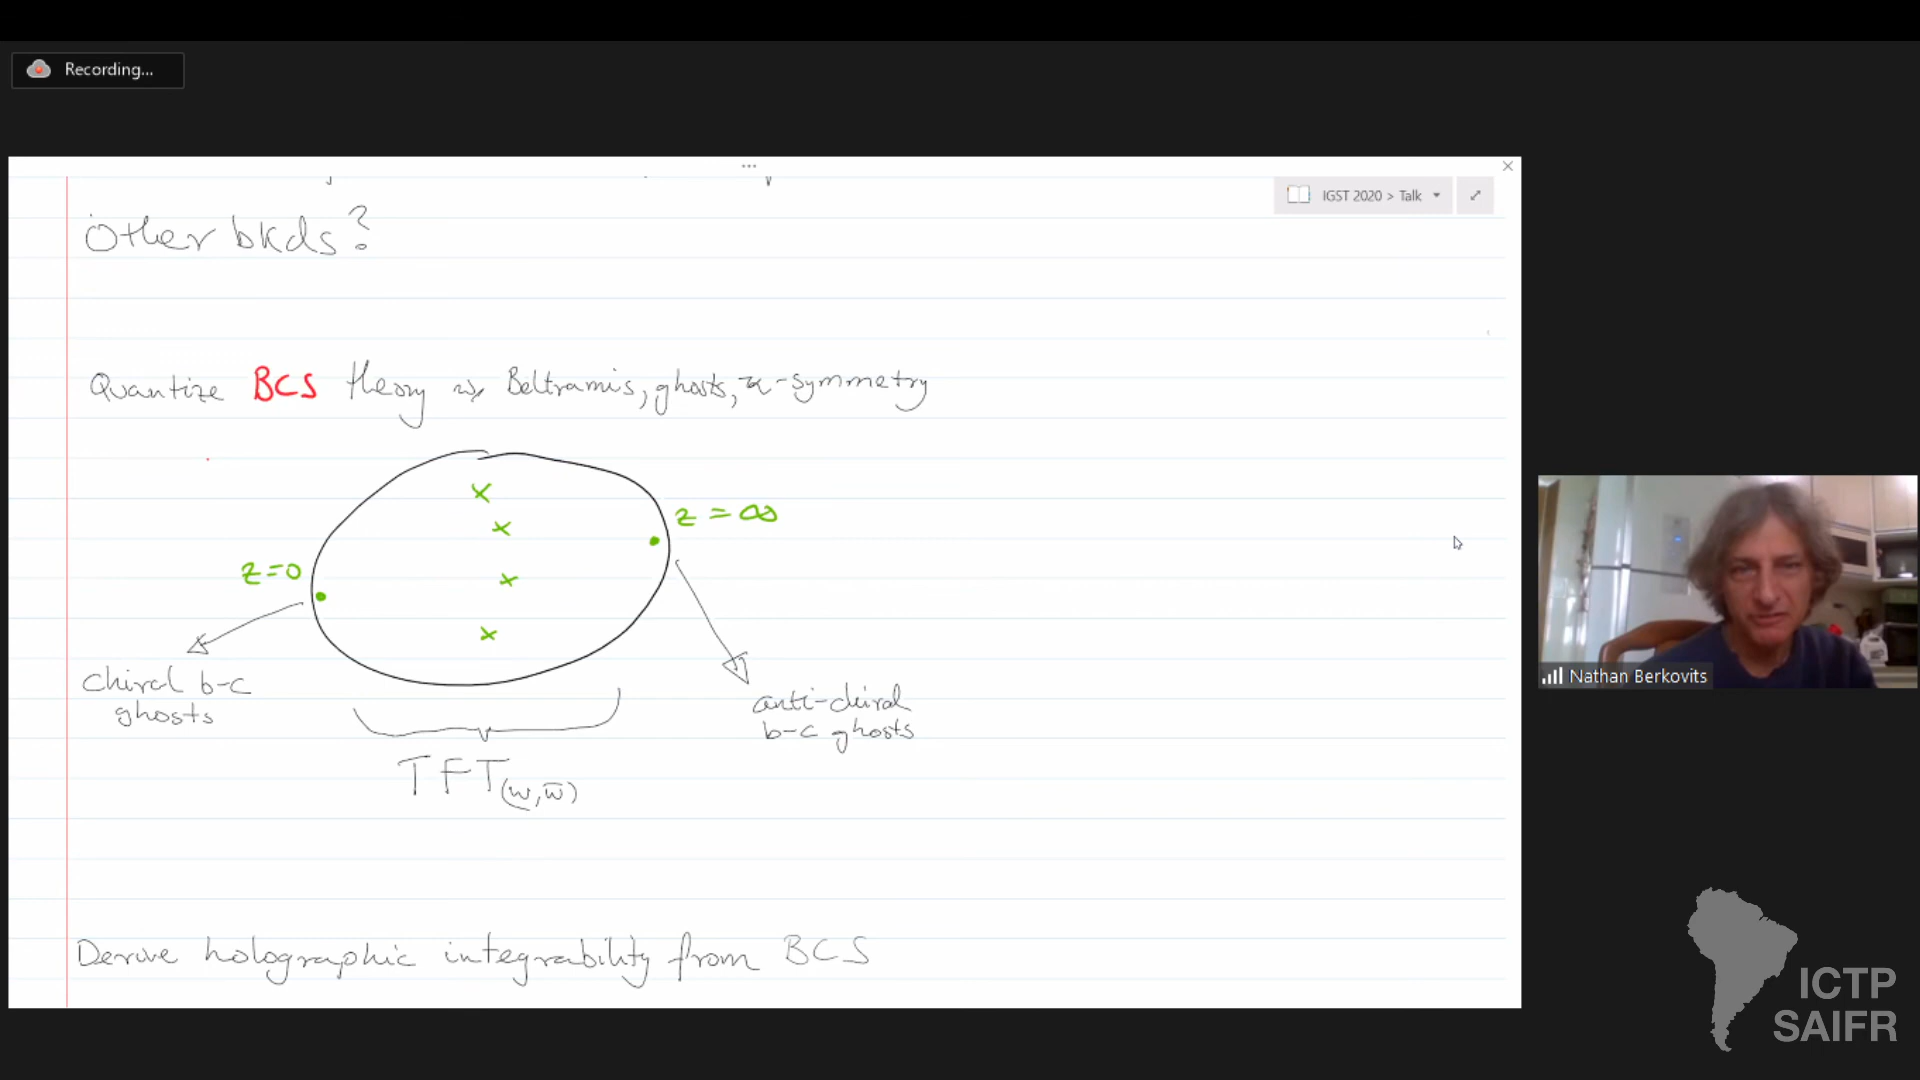 Recording...
IGST 2020 > Talk
Other bkds?
Quantize BCS theory w/ Beltramis, ghosts, κ-symmetry
z = ∞
z=0
chiral b-c
ghosts
anti-chiral
b-c ghosts
TFT(w, w̄)
Derive holographic integrability from BCS
Nathan Berkovits
ICTP
SAIFR